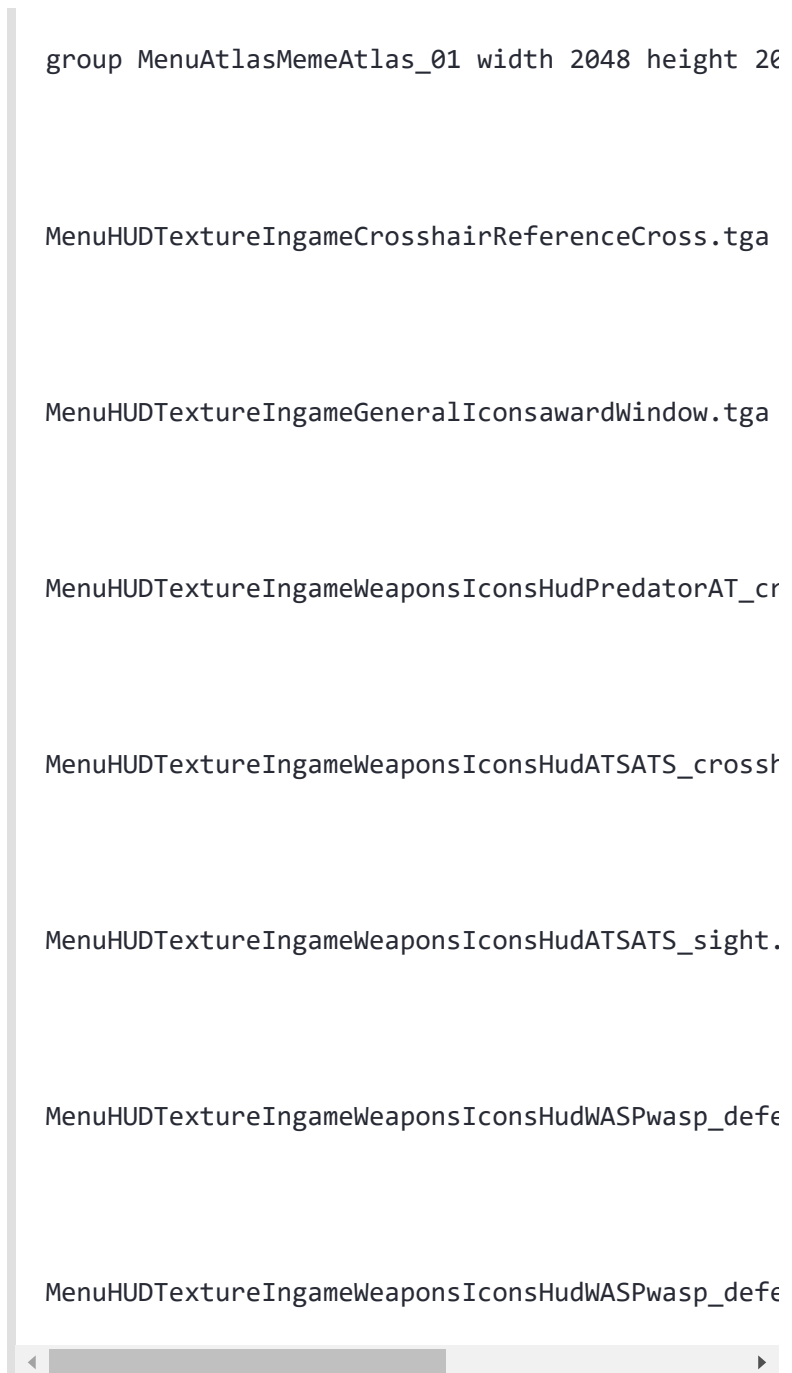 group MenuAtlasMemeAtlas_01 width 2048 height 20
MenuHUDTextureIngameCrosshairReferenceCross.tga
MenuHUDTextureIngameGeneralIconsawardWindow.tga
MenuHUDTextureIngameWeaponsIconsHudPredatorAT_cr
MenuHUDTextureIngameWeaponsIconsHudATSATS_crossh
MenuHUDTextureIngameWeaponsIconsHudATSATS_sight.
MenuHUDTextureIngameWeaponsIconsHudWASPwasp_defe
MenuHUDTextureIngameWeaponsIconsHudWASPwasp_defe